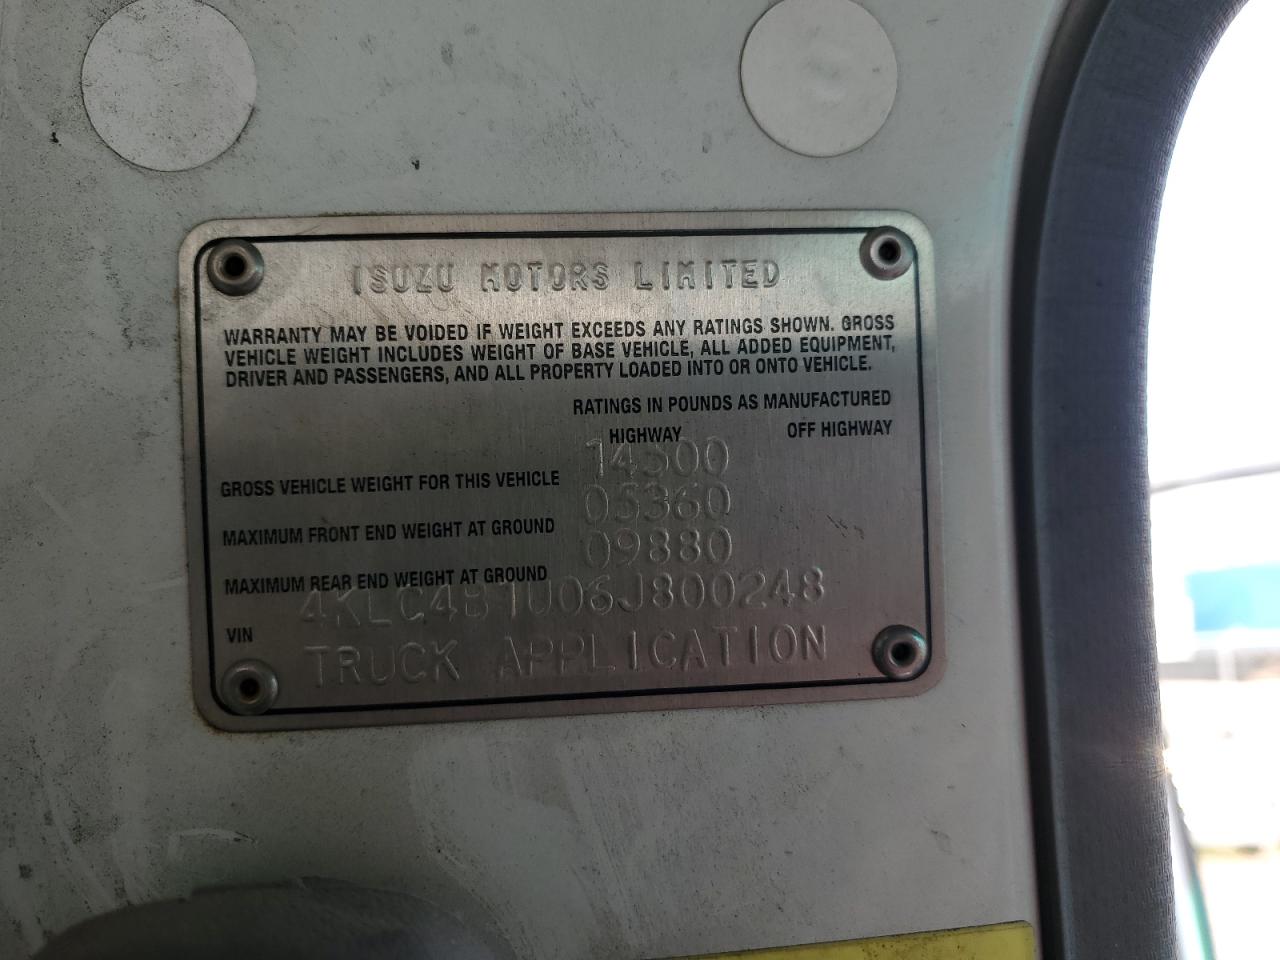 ISUZU MOTORS LIMITED
WARRANTY MAY BE VOIDED IF WEIGHT EXCEEDS ANY RATINGS SHOWN. GROSS
VEHICLE WEIGHT INCLUDES WEIGHT OF BASE VEHICLE, ALL ADDED EQUIPMENT,
DRIVER AND PASSENGERS, AND ALL PROPERTY LOADED INTO OR ONTO VEHICLE.
RATINGS IN POUNDS AS MANUFACTURED
HIGHWAY OFF HIGHWAY
GROSS VEHICLE WEIGHT FOR THIS VEHICLE 14500
MAXIMUM FRONT END WEIGHT AT GROUND 05360
MAXIMUM REAR END WEIGHT AT GROUND 09880
VIN 4KLC4B1U06J800248
TRUCK APPLICATION